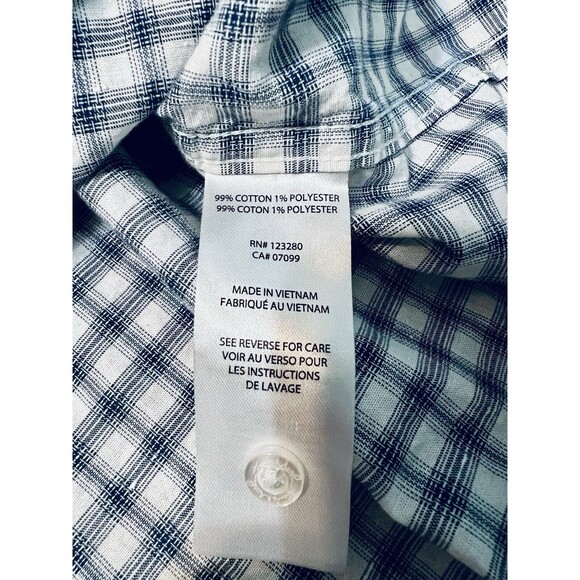 99% COTTON 1% POLYESTER
99% COTON 1% POLYESTER
RN# 123280
CA# 07099
MADE IN VIETNAM
FABRIQUÉ AU VIETNAM
SEE REVERSE FOR CARE
VOIR AU VERSO POUR
LES INSTRUCTIONS
DE LAVAGE